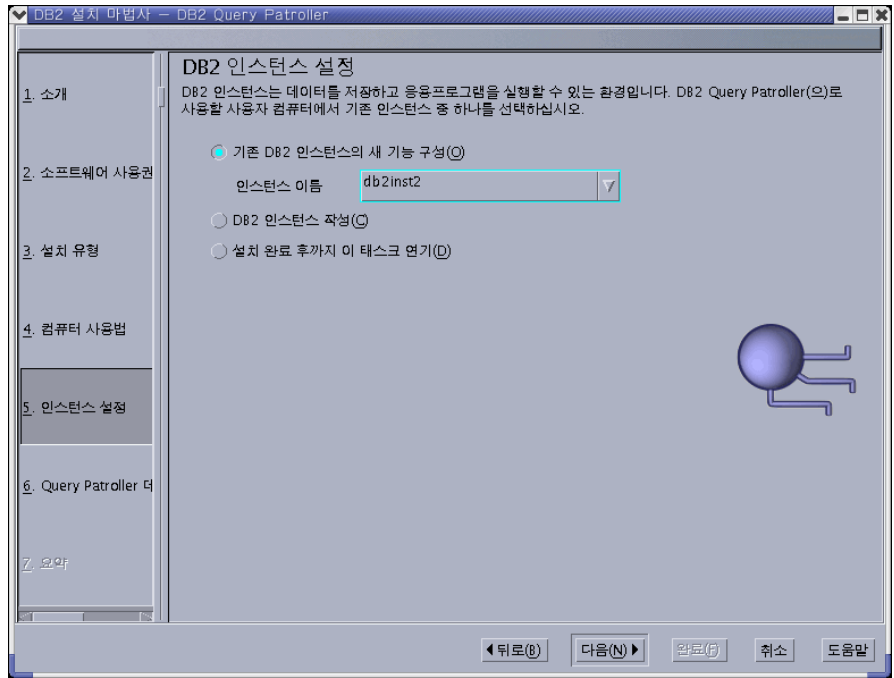 DB2 설치 마법사 - DB2 Query Patroller
1. 소개
2. 소프트웨어 사용권
3. 설치 유형
4. 컴퓨터 사용법
5. 인스턴스 설정
6. Query Patroller 더
7. 요약
DB2 인스턴스 설정
DB2 인스턴스는 데이터를 저장하고 응용프로그램을 실행할 수 있는 환경입니다. DB2 Query Patroller(으)로
사용할 사용자 컴퓨터에서 기존 인스턴스 중 하나를 선택하십시오.
기존 DB2 인스턴스의 새 기능 구성(O)
인스턴스 이름 db2inst2
DB2 인스턴스 작성(C)
설치 완료 후까지 이 태스크 연기(D)
뒤로(B) 다음(N) 완료(F) 취소 도움말